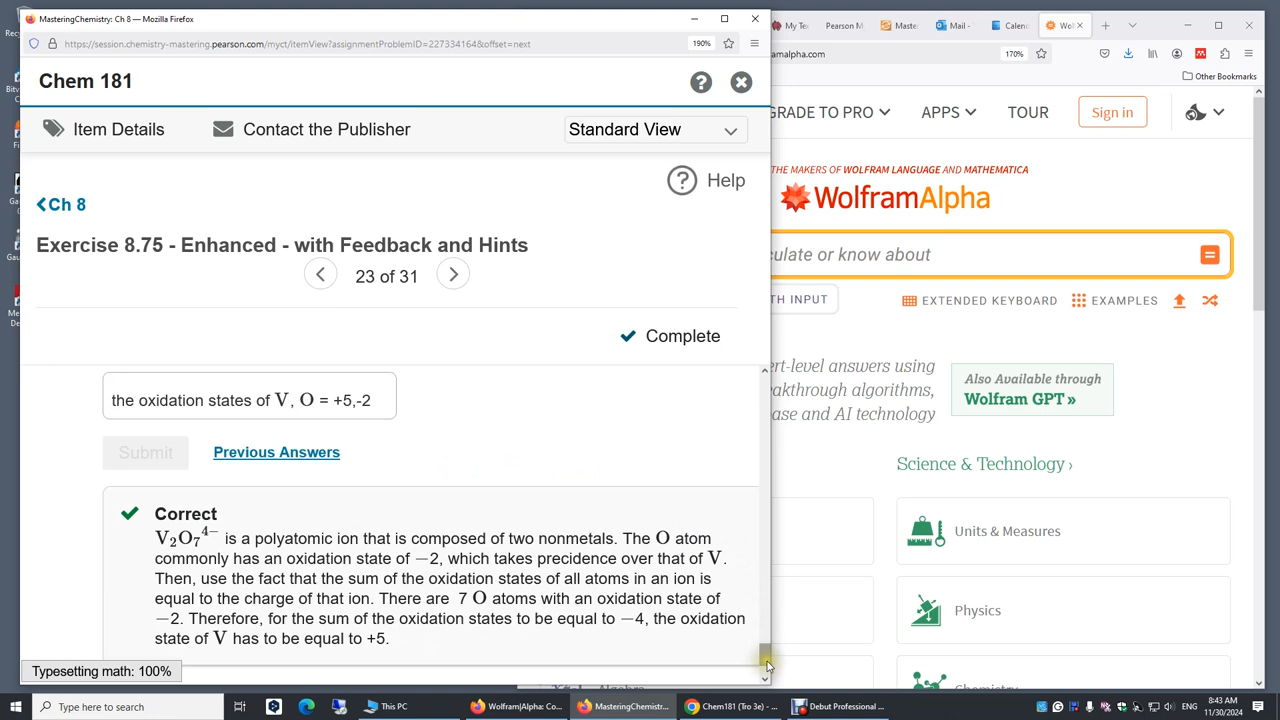 MasteringChemistry: Ch 8 — Mozilla Firefox
https://session.chemistry-mastering.pearson.com/myct/itemView?assignmentProblemID=227334164&offset=next
190%
Chem 181
Item Details
Contact the Publisher
Standard View
Help
Ch 8
Exercise 8.75 - Enhanced - with Feedback and Hints
23 of 31
Complete
the oxidation states of V, O = +5,-2
Submit
Previous Answers
Correct
V₂O₇⁴⁻ is a polyatomic ion that is composed of two nonmetals. The O atom
commonly has an oxidation state of −2, which takes precidence over that of V.
Then, use the fact that the sum of the oxidation states of all atoms in an ion is
equal to the charge of that ion. There are 7 O atoms with an oxidation state of
−2. Therefore, for the sum of the oxidation states to be equal to −4, the oxidation
state of V has to be equal to +5.
Typesetting math: 100%
My Tex
Pearson M
Maste
Mail -
Calend
Wol
amalpha.com
170%
Other Bookmarks
GRADE TO PRO
APPS
TOUR
Sign in
THE MAKERS OF WOLFRAM LANGUAGE AND MATHEMATICA
WolframAlpha
culate or know about
TH INPUT
EXTENDED KEYBOARD
EXAMPLES
ert-level answers using
akthrough algorithms,
ase and AI technology
Also Available through
Wolfram GPT »
Science & Technology ›
Units & Measures
Physics
Type here to search
This PC
Wolfram|Alpha: Co...
MasteringChemistr...
Chem181 (Tro 3e) - ...
Debut Professional ...
8:43 AM
11/30/2024